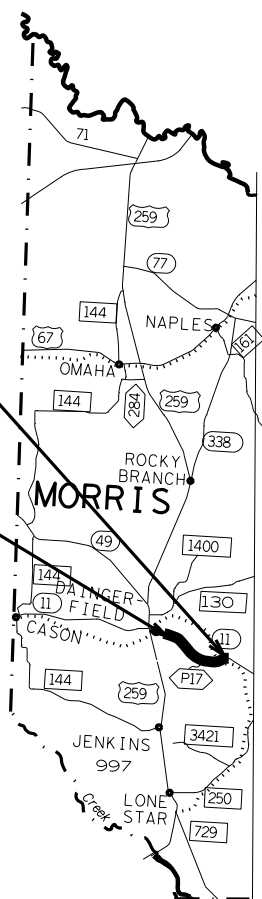 71
259
77
144
NAPLES
161
67
OMAHA
144
284
259
338
ROCKY
BRANCH
MORRIS
49
1400
144
DAINGER-
FIELD
130
11
11
CASON
P17
144
259
JENKINS
997
3421
250
LONE
STAR
729
Creek